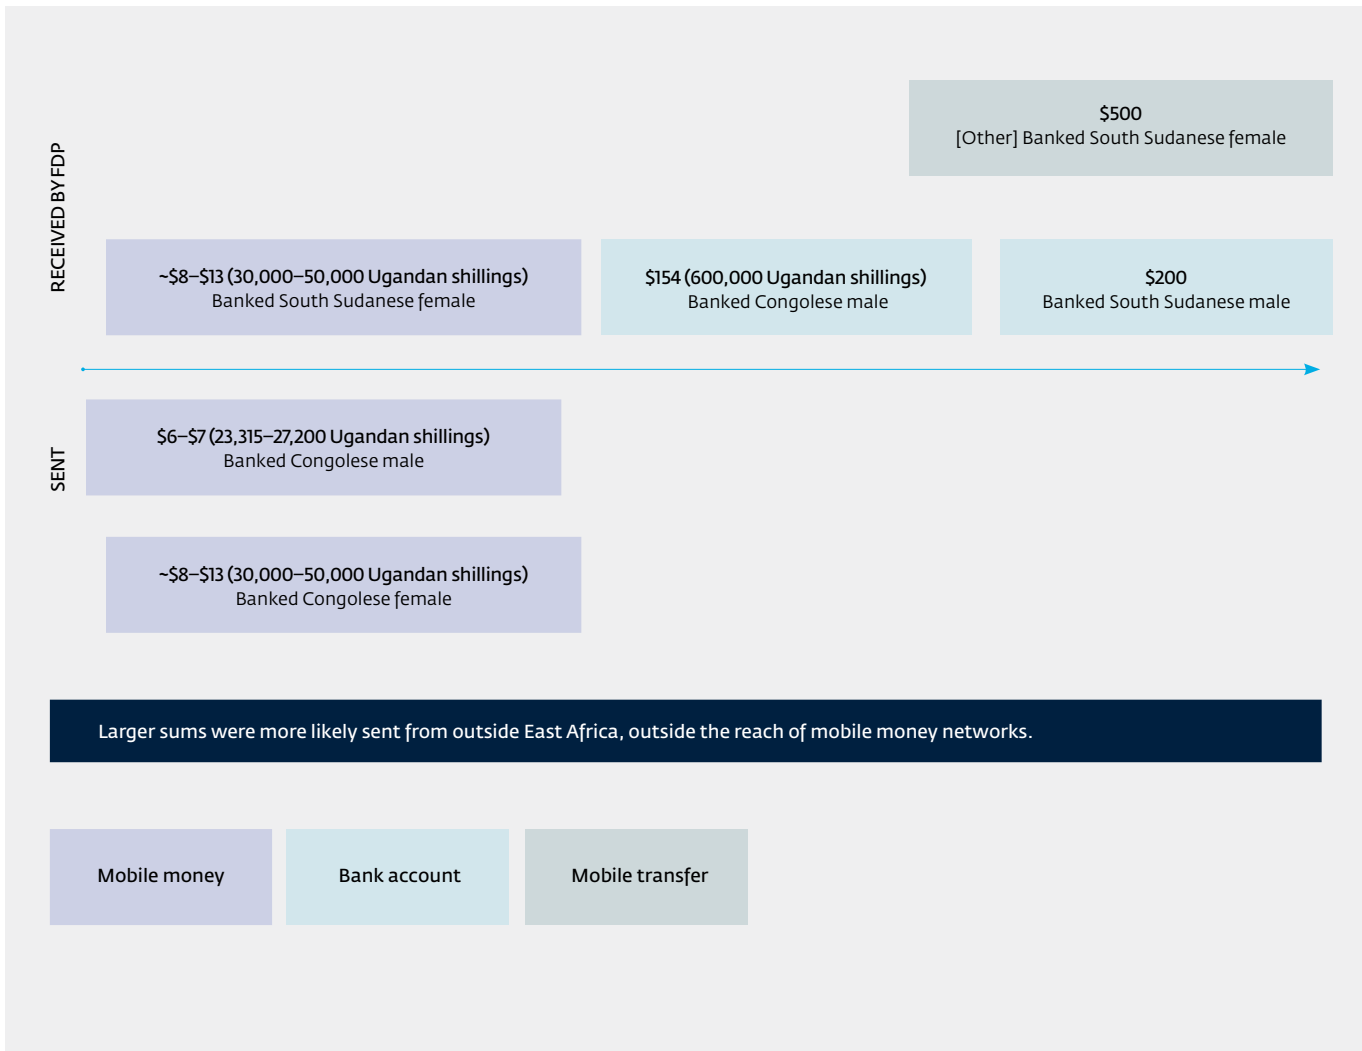 RECEIVED BY FDP
$500
[Other] Banked South Sudanese female
~$8–$13 (30,000–50,000 Ugandan shillings)
Banked South Sudanese female
$154 (600,000 Ugandan shillings)
Banked Congolese male
$200
Banked South Sudanese male
SENT
$6–$7 (23,315–27,200 Ugandan shillings)
Banked Congolese male
~$8–$13 (30,000–50,000 Ugandan shillings)
Banked Congolese female
Larger sums were more likely sent from outside East Africa, outside the reach of mobile money networks.
Mobile money
Bank account
Mobile transfer